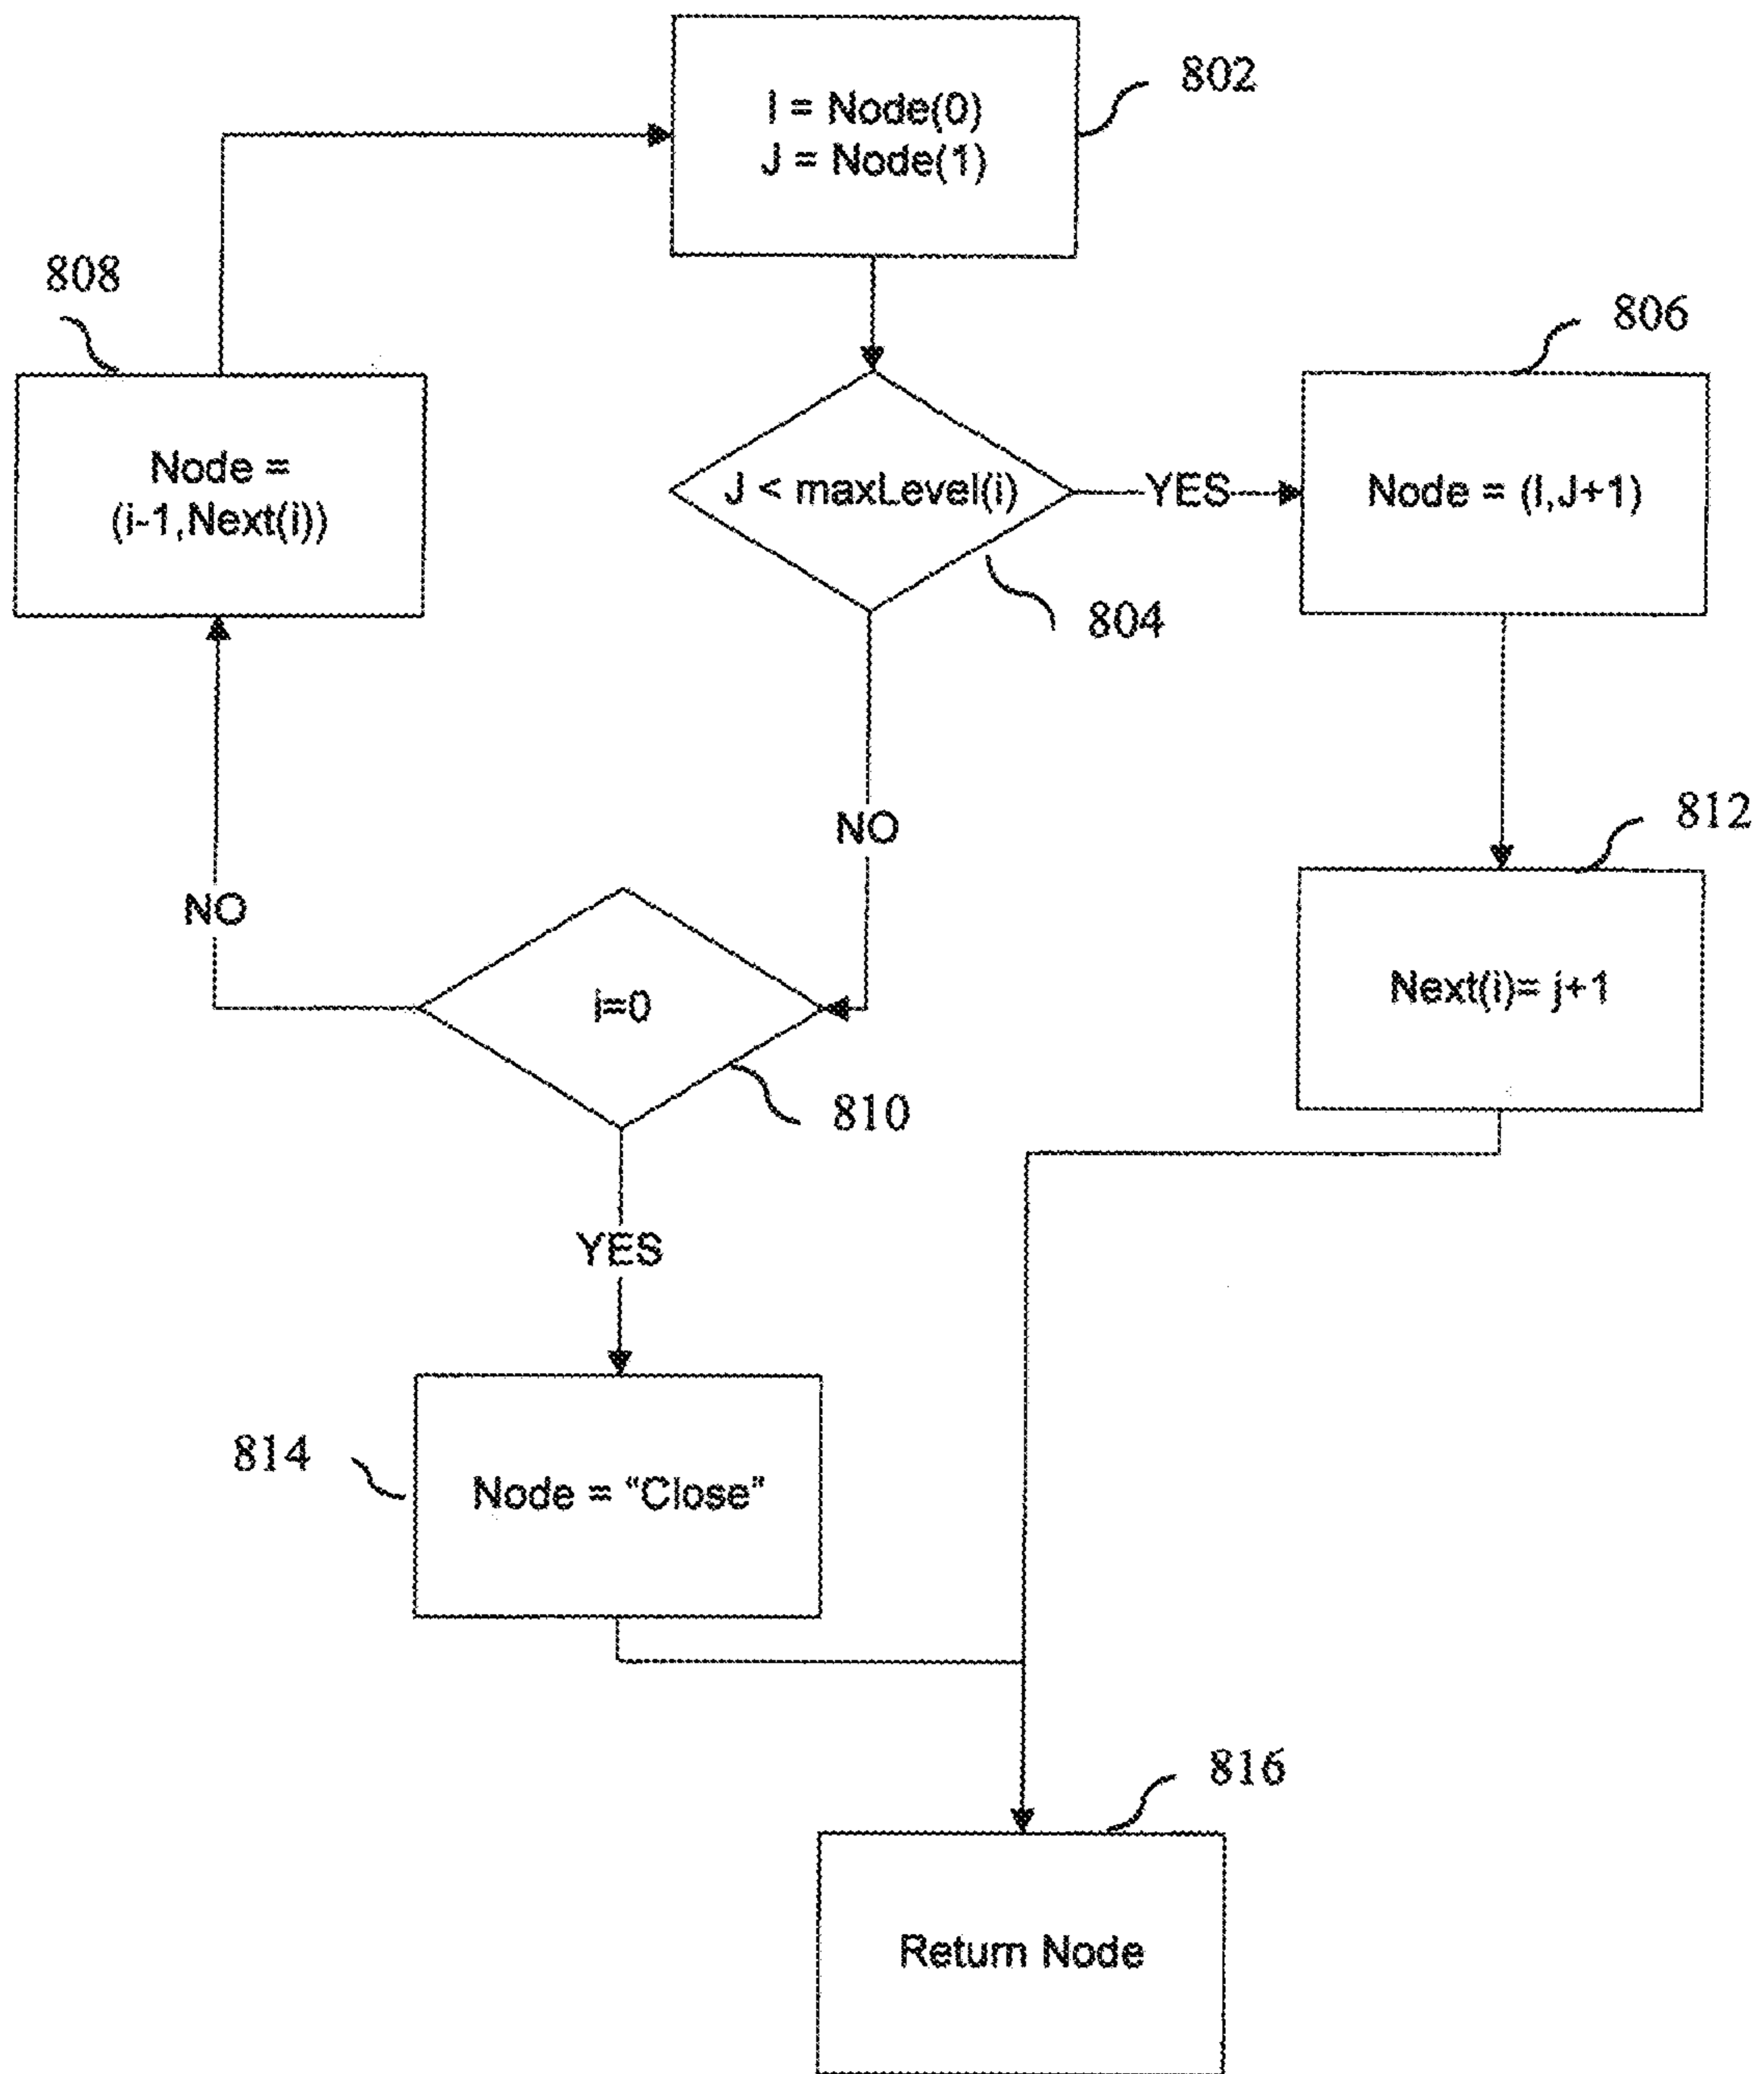 I = Node(0)
J = Node(1)
802
808
Node =
(i-1,Next(i))
J < maxLevel(i)
YES
804
806
Node = (I,J+1)
NO
812
Next(i)= j+1
NO
i=0
810
YES
814
Node = “Close”
816
Return Node